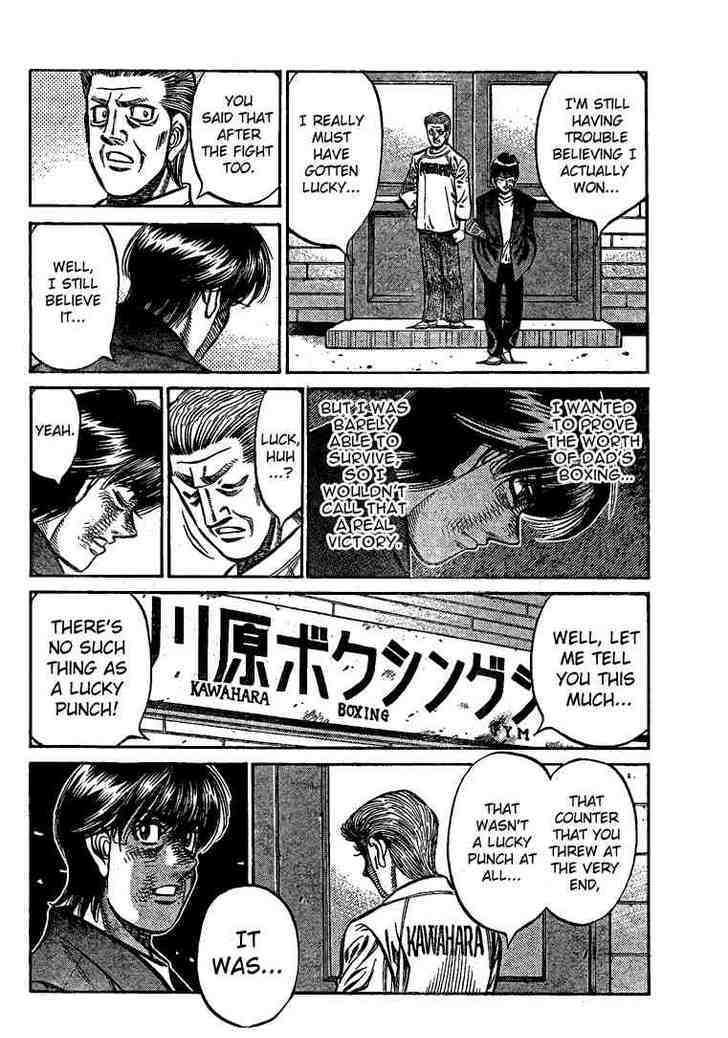 I'M STILL
HAVING
TROUBLE
BELIEVING I
ACTUALLY
WON...
I REALLY
MUST
HAVE
GOTTEN
LUCKY...
YOU
SAID THAT
AFTER
THE FIGHT
TOO.
WELL,
I STILL
BELIEVE
IT...
I WANTED
TO PROVE
THE WORTH
OF DAD'S
BOXING...
BUT I WAS
BARELY
ABLE TO
SURVIVE,
SO I
WOULDN'T
CALL THAT
A REAL
VICTORY.
LUCK,
HUH
...?
YEAH.
WELL, LET
ME TELL
YOU THIS
MUCH...
川原ボクシングジ
KAWAHARA
BOXING
YM
THERE'S
NO SUCH
THING AS
A LUCKY
PUNCH!
THAT
COUNTER
THAT YOU
THREW AT
THE VERY
END,
THAT
WASN'T
A LUCKY
PUNCH AT
ALL...
KAWAHARA
IT
WAS...